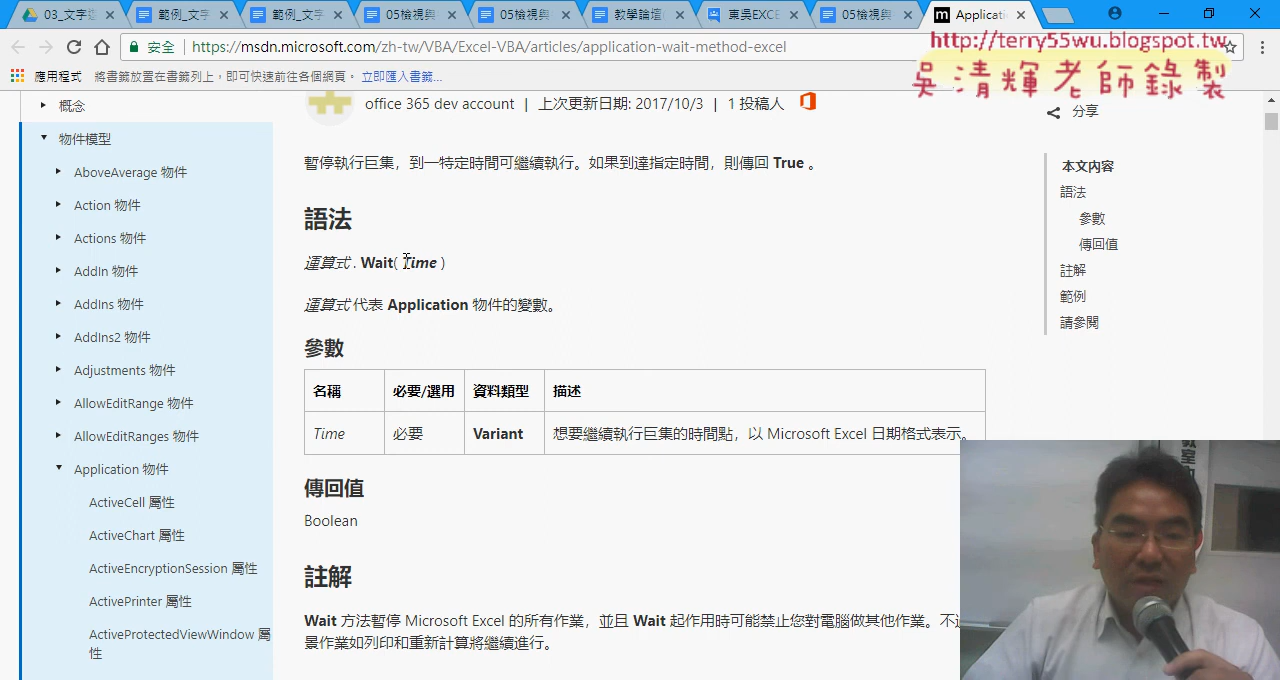 03_文字
範例_文字
範例_文字
05檢視與
05檢視與
教學論壇
東吳EXCE
05檢視與
Applicati
安全
https://msdn.microsoft.com/zh-tw/VBA/Excel-VBA/articles/application-wait-method-excel
http://terry55wu.blogspot.tw
吳清輝老師錄製
應用程式
將書籤放置在書籤列上，即可快速前往各個網頁。
立即匯入書籤...
概念
物件模型
AboveAverage 物件
Action 物件
Actions 物件
AddIn 物件
AddIns 物件
AddIns2 物件
Adjustments 物件
AllowEditRange 物件
AllowEditRanges 物件
Application 物件
ActiveCell 屬性
ActiveChart 屬性
ActiveEncryptionSession 屬性
ActivePrinter 屬性
ActiveProtectedViewWindow 屬
性
office 365 dev account | 上次更新日期: 2017/10/3 | 1 投稿人
暫停執行巨集，到一特定時間可繼續執行。如果到達指定時間，則傳回 True 。
語法
運算式 . Wait( Time )
運算式 代表 Application 物件的變數。
參數
名稱 必要/選用 資料類型 描述
Time 必要 Variant 想要繼續執行巨集的時間點，以 Microsoft Excel 日期格式表示。
傳回值
Boolean
註解
Wait 方法暫停 Microsoft Excel 的所有作業，並且 Wait 起作用時可能禁止您對電腦做其他作業。不
景作業如列印和重新計算將繼續進行。
分享
本文內容
語法
參數
傳回值
註解
範例
請參閱